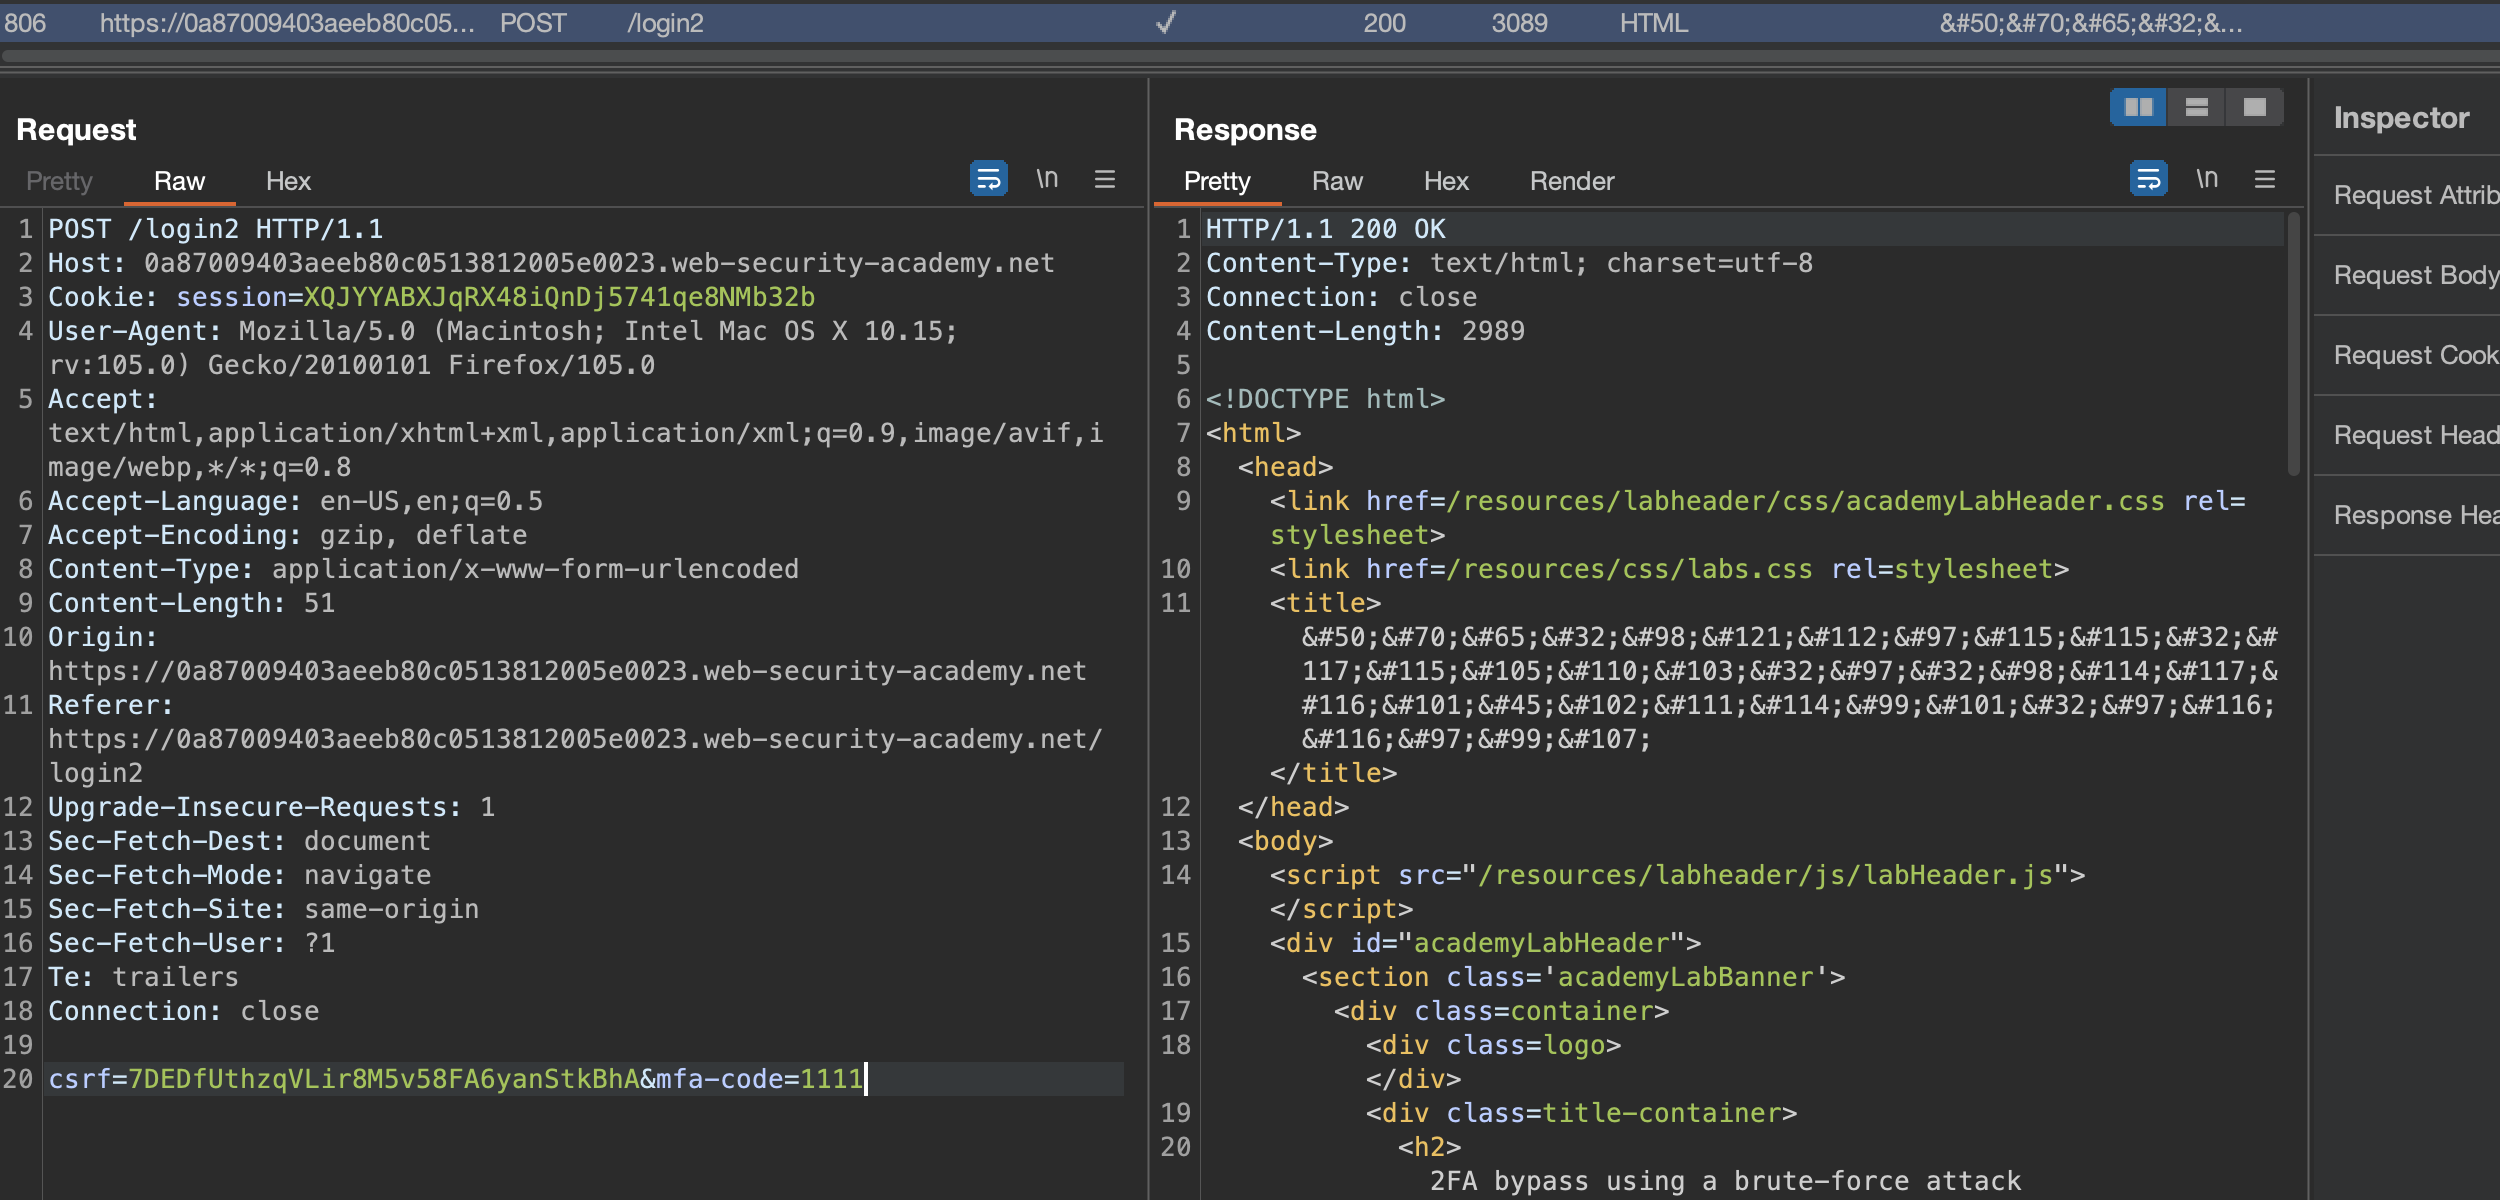 806 https://0a87009403aeeb80c05... POST /login2 200 3089 HTML &#50;&#70;&#65;&#32;&...
Request
Pretty Raw Hex \n
1 POST /login2 HTTP/1.1
2 Host: 0a87009403aeeb80c0513812005e0023.web-security-academy.net
3 Cookie: session=XQJYYABXJqRX48iQnDj5741qe8NMb32b
4 User-Agent: Mozilla/5.0 (Macintosh; Intel Mac OS X 10.15;
rv:105.0) Gecko/20100101 Firefox/105.0
5 Accept:
text/html,application/xhtml+xml,application/xml;q=0.9,image/avif,i
mage/webp,*/*;q=0.8
6 Accept-Language: en-US,en;q=0.5
7 Accept-Encoding: gzip, deflate
8 Content-Type: application/x-www-form-urlencoded
9 Content-Length: 51
10 Origin:
https://0a87009403aeeb80c0513812005e0023.web-security-academy.net
11 Referer:
https://0a87009403aeeb80c0513812005e0023.web-security-academy.net/
login2
12 Upgrade-Insecure-Requests: 1
13 Sec-Fetch-Dest: document
14 Sec-Fetch-Mode: navigate
15 Sec-Fetch-Site: same-origin
16 Sec-Fetch-User: ?1
17 Te: trailers
18 Connection: close
19
20 csrf=7DEDfUthzqVLir8M5v58FA6yanStkBhA&mfa-code=1111
Response
Pretty Raw Hex Render \n
1 HTTP/1.1 200 OK
2 Content-Type: text/html; charset=utf-8
3 Connection: close
4 Content-Length: 2989
5
6 <!DOCTYPE html>
7 <html>
8 <head>
9 <link href=/resources/labheader/css/academyLabHeader.css rel=
stylesheet>
10 <link href=/resources/css/labs.css rel=stylesheet>
11 <title>
&#50;&#70;&#65;&#32;&#98;&#121;&#112;&#97;&#115;&#115;&#32;&#
117;&#115;&#105;&#110;&#103;&#32;&#97;&#32;&#98;&#114;&#117;&
#116;&#101;&#45;&#102;&#111;&#114;&#99;&#101;&#32;&#97;&#116;
&#116;&#97;&#99;&#107;
</title>
12 </head>
13 <body>
14 <script src="/resources/labheader/js/labHeader.js">
</script>
15 <div id="academyLabHeader">
16 <section class='academyLabBanner'>
17 <div class=container>
18 <div class=logo>
</div>
19 <div class=title-container>
20 <h2>
2FA bypass using a brute-force attack
Inspector
Request Attrib
Request Body
Request Cook
Request Head
Response Hea